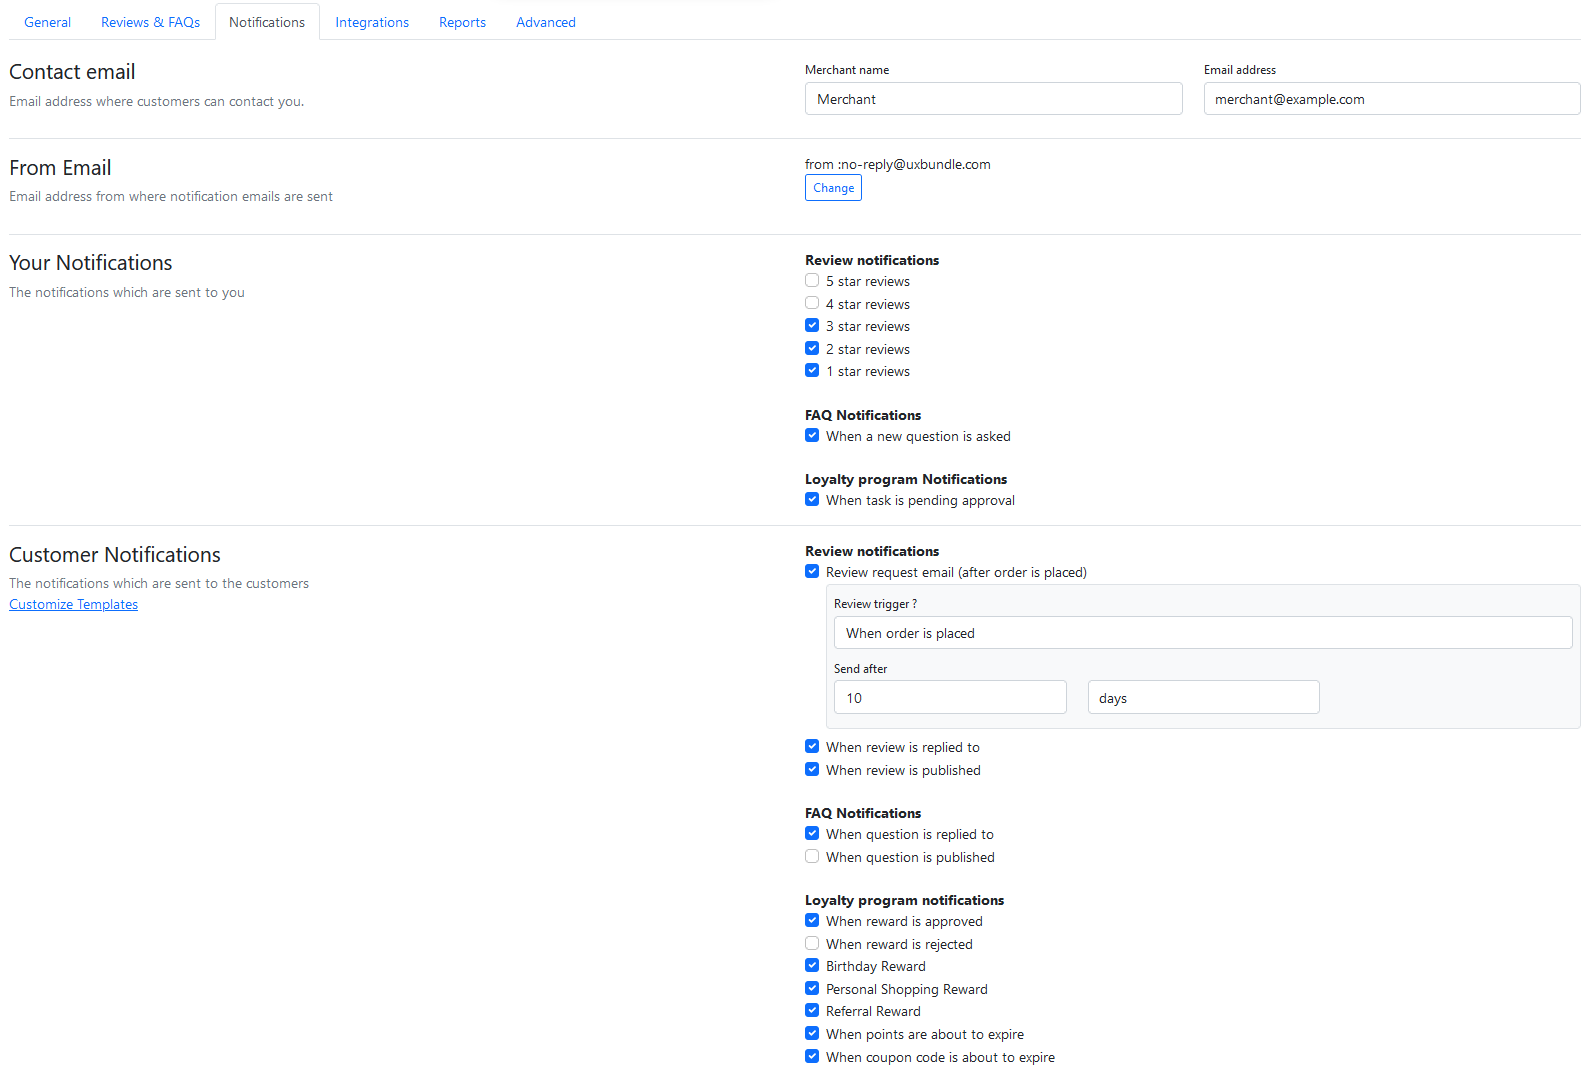 General Reviews & FAQs Notifications Integrations Reports Advanced
Contact email
Email address where customers can contact you.
Merchant name
Merchant
Email address
merchant@example.com
From Email
Email address from where notification emails are sent
from :no-reply@uxbundle.com
Change
Your Notifications
The notifications which are sent to you
Review notifications
5 star reviews
4 star reviews
3 star reviews
2 star reviews
1 star reviews
FAQ Notifications
When a new question is asked
Loyalty program Notifications
When task is pending approval
Customer Notifications
The notifications which are sent to the customers
Customize Templates
Review notifications
Review request email (after order is placed)
Review trigger ?
When order is placed
Send after
10
days
When review is replied to
When review is published
FAQ Notifications
When question is replied to
When question is published
Loyalty program notifications
When reward is approved
When reward is rejected
Birthday Reward
Personal Shopping Reward
Referral Reward
When points are about to expire
When coupon code is about to expire